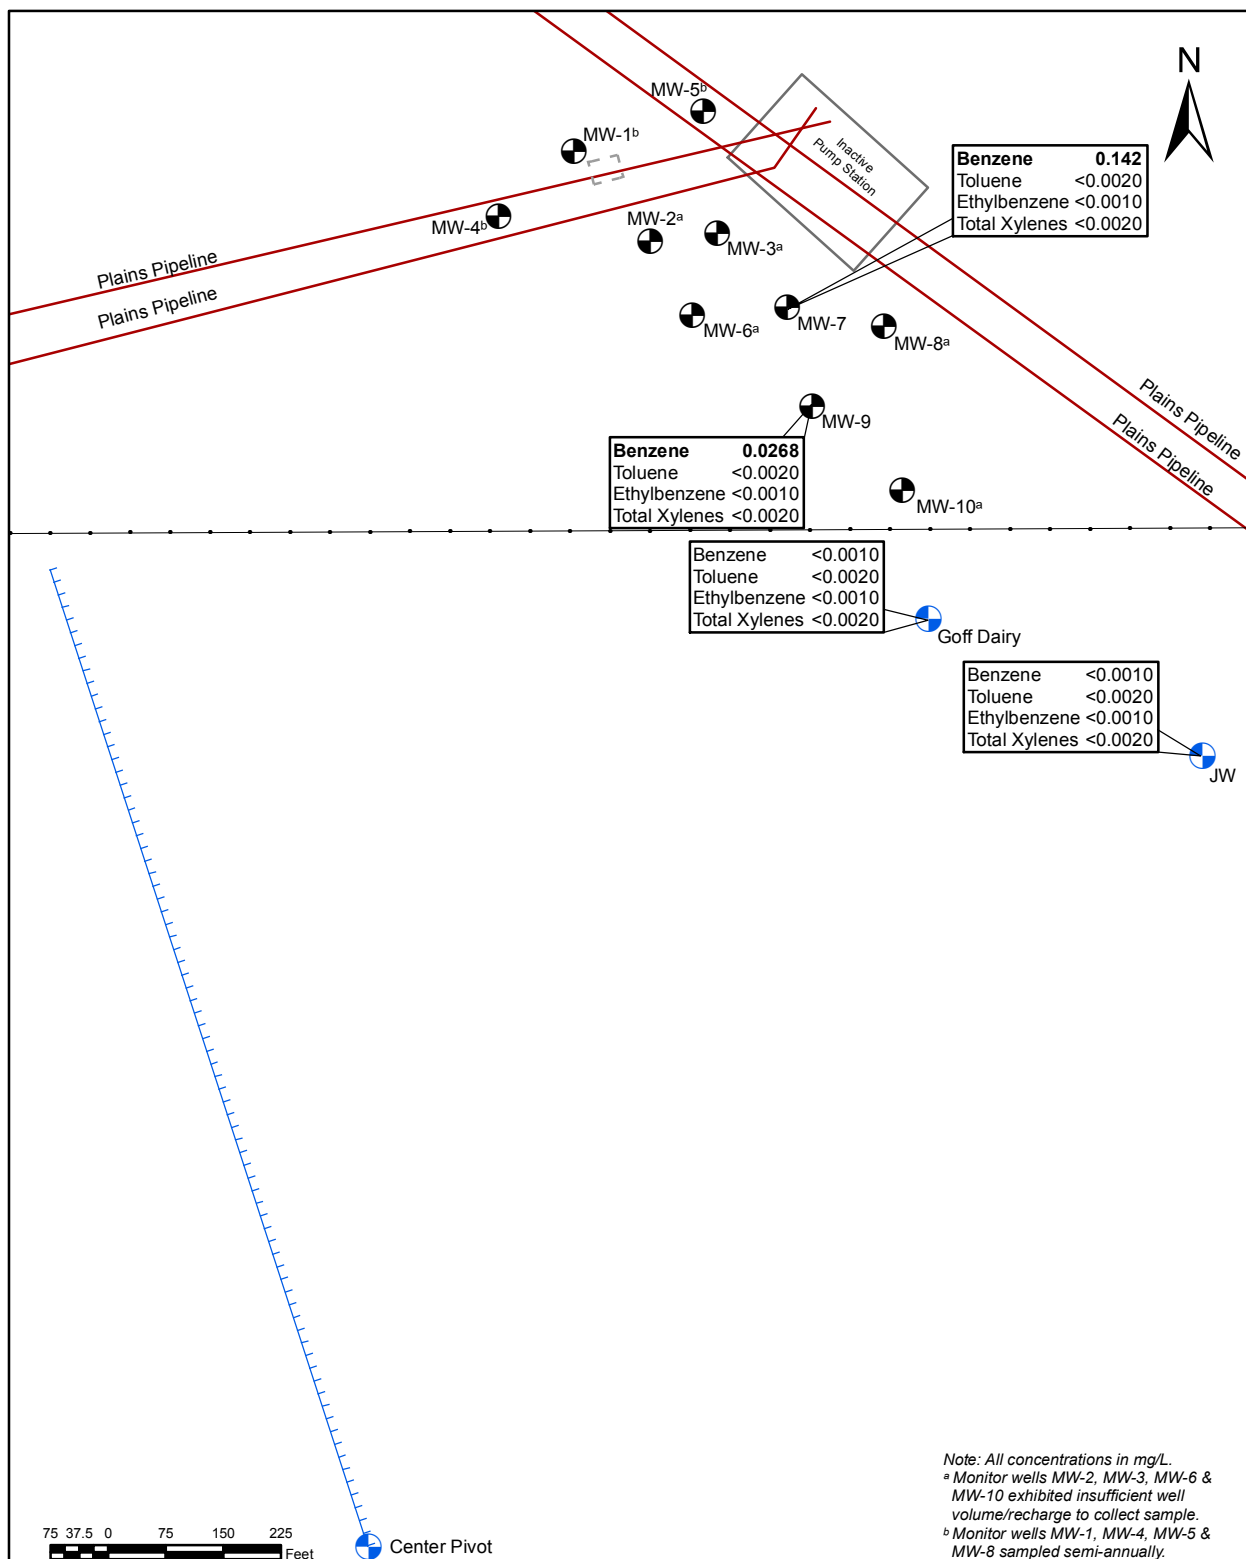 N
MW-5ᵇ
MW-1ᵇ
Inactive
Pump Station
Benzene 0.142
Toluene <0.0020
Ethylbenzene <0.0010
Total Xylenes <0.0020
MW-4ᵇ
MW-2ᵃ
MW-3ᵃ
Plains Pipeline
Plains Pipeline
MW-6ᵃ
MW-7
MW-8ᵃ
Plains Pipeline
Plains Pipeline
MW-9
Benzene 0.0268
Toluene <0.0020
Ethylbenzene <0.0010
Total Xylenes <0.0020
MW-10ᵃ
Benzene <0.0010
Toluene <0.0020
Ethylbenzene <0.0010
Total Xylenes <0.0020
Goff Dairy
Benzene <0.0010
Toluene <0.0020
Ethylbenzene <0.0010
Total Xylenes <0.0020
JW
Note: All concentrations in mg/L.
ᵃ Monitor wells MW-2, MW-3, MW-6 &
MW-10 exhibited insufficient well
volume/recharge to collect sample.
ᵇ Monitor wells MW-1, MW-4, MW-5 &
MW-8 sampled semi-annually.
75 37.5 0 75 150 225
Feet
Center Pivot